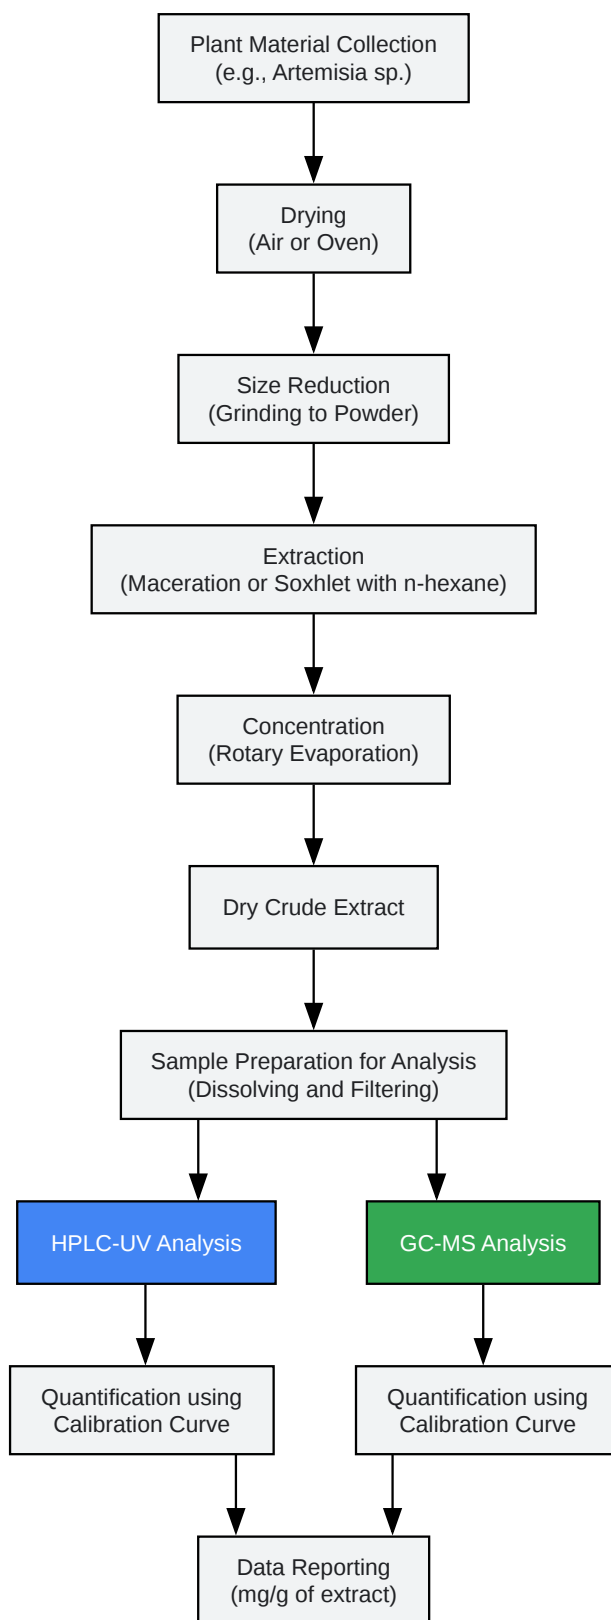 Plant Material Collection
(e.g., Artemisia sp.)
Drying
(Air or Oven)
Size Reduction
(Grinding to Powder)
Extraction
(Maceration or Soxhlet with n-hexane)
Concentration
(Rotary Evaporation)
Dry Crude Extract
Sample Preparation for Analysis
(Dissolving and Filtering)
HPLC-UV Analysis
GC-MS Analysis
Quantification using
Calibration Curve
Quantification using
Calibration Curve
Data Reporting
(mg/g of extract)